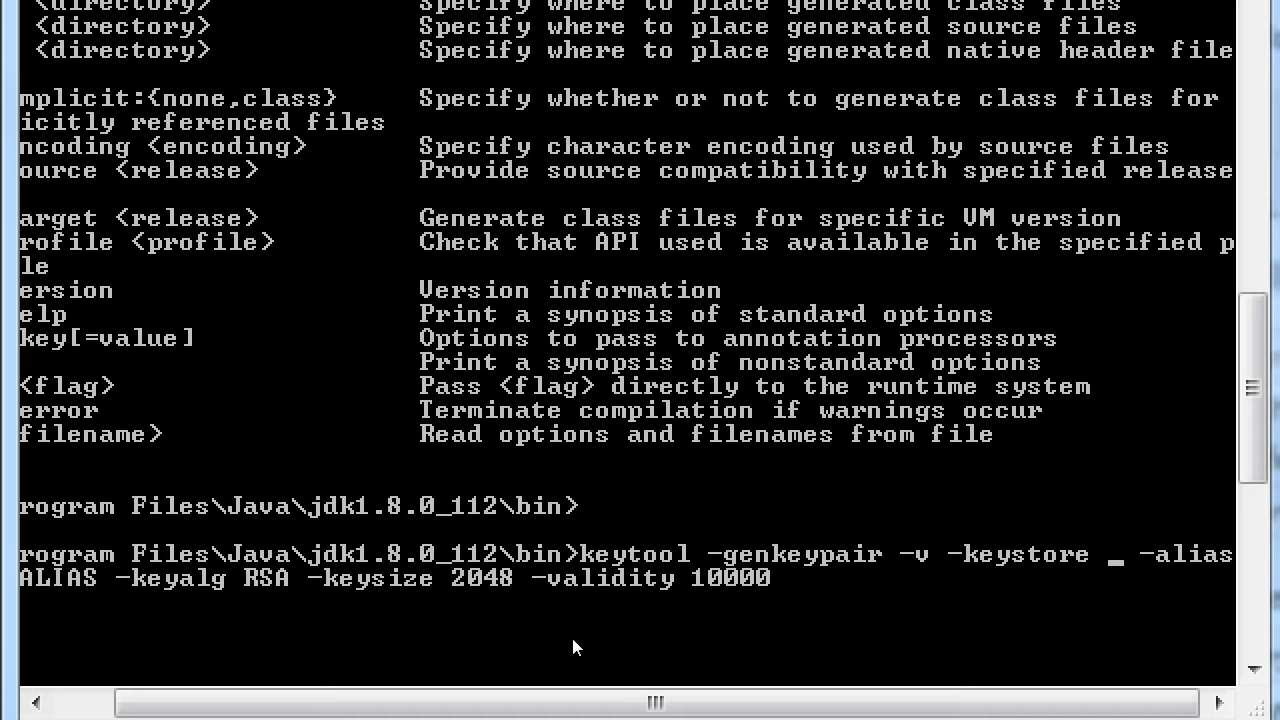 <directory> Specify where to place generated class files
<directory> Specify where to place generated source files
<directory> Specify where to place generated native header file
mplicit:{none,class} Specify whether or not to generate class files for
icitly referenced files
ncoding <encoding> Specify character encoding used by source files
ource <release> Provide source compatibility with specified release
arget <release> Generate class files for specific VM version
rofile <profile> Check that API used is available in the specified p
le
ersion Version information
elp Print a synopsis of standard options
key[=value] Options to pass to annotation processors
Print a synopsis of nonstandard options
<flag> Pass <flag> directly to the runtime system
error Terminate compilation if warnings occur
filename> Read options and filenames from file
rogram Files\Java\jdk1.8.0_112\bin>
rogram Files\Java\jdk1.8.0_112\bin>keytool -genkeypair -v -keystore _ -alias
ALIAS -keyalg RSA -keysize 2048 -validity 10000